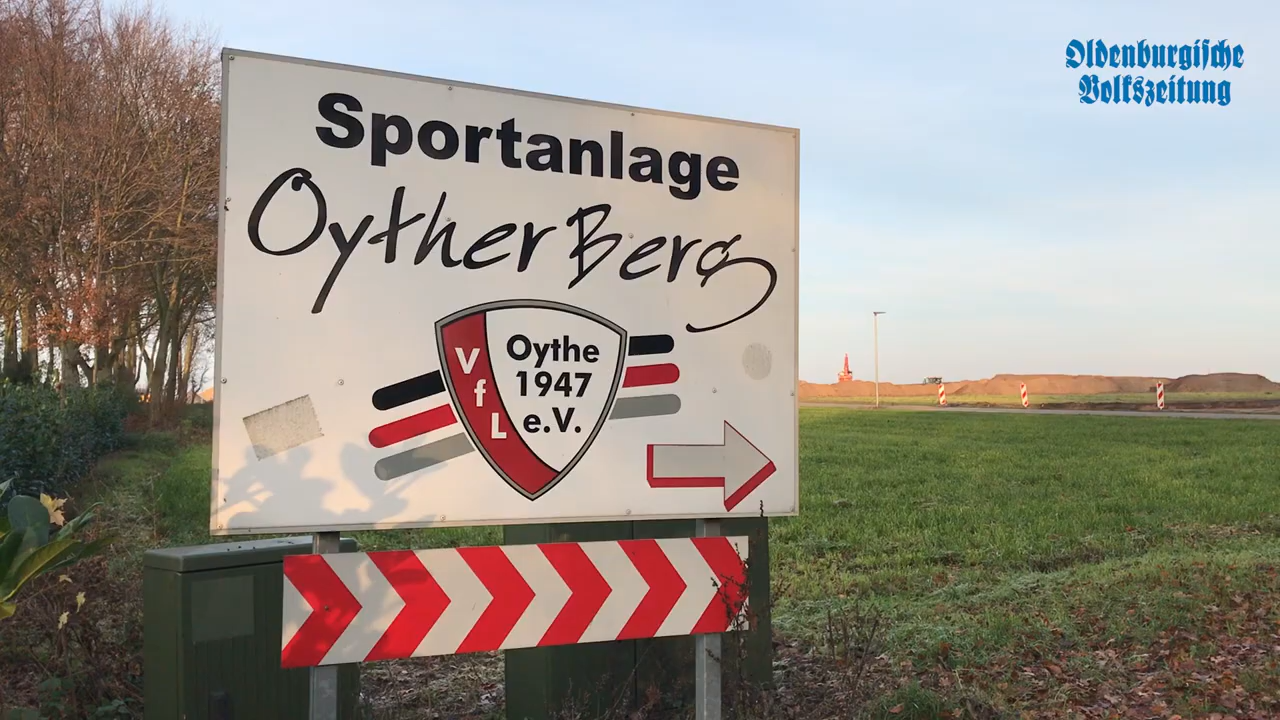 Oldenburgische
Volkszeitung
Sportanlage
Oyther Berg
VfL
Oythe
1947
e.V.